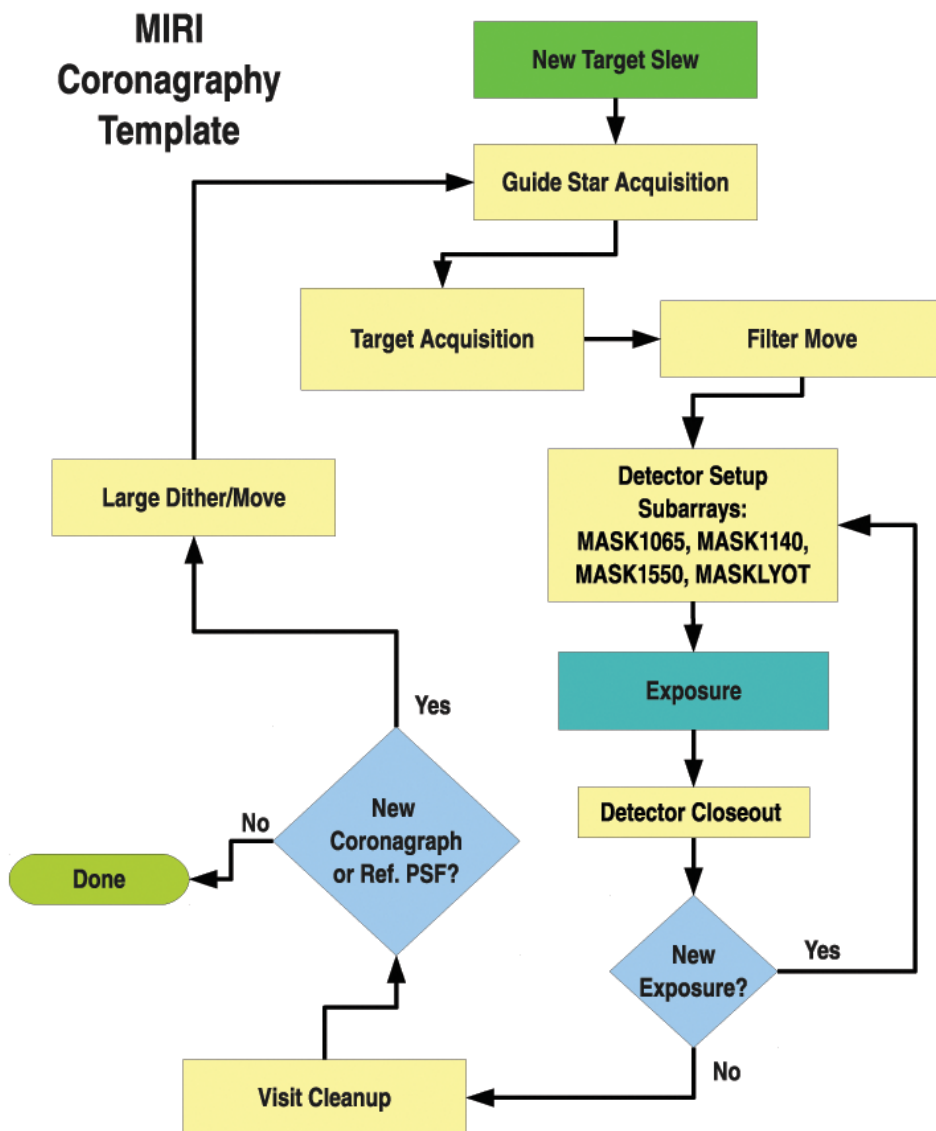 MIRI
Coronagraphy
Template
New Target Slew
Guide Star Acquisition
Target Acquisition
Filter Move
Large Dither/Move
Detector Setup
Subarrays:
MASK1065, MASK1140,
MASK1550, MASKLYOT
Exposure
Yes
Detector Closeout
New
Coronagraph
or Ref. PSF?
No
Done
New
Exposure?
Yes
No
Visit Cleanup